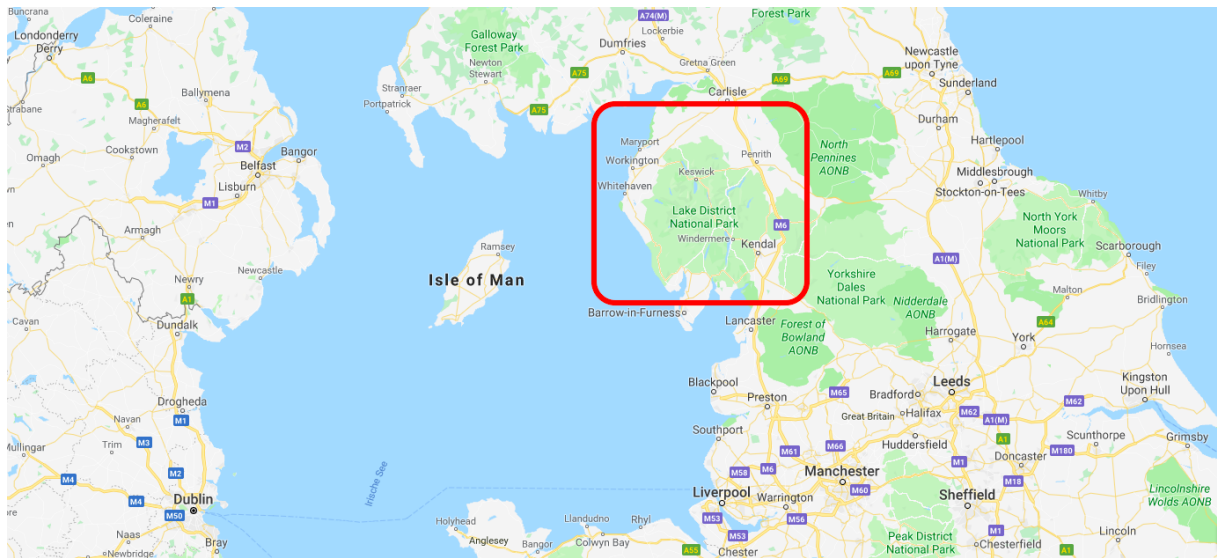 Buncrana
Coleraine
Londonderry
Derry
A6
Ballymena
Strabane
A6
Magherafelt
Omagh
Cookstown
M2
Bangor
Belfast
Lisburn
M1
Armagh
Newcastle
Newry
A1
Cavan
Dundalk
Drogheda
M1
Navan
Mullingar
Trim
M3
M2
M4
M4
Dublin
M50
Naas
Newbridge
Bray
Irische See
Galloway
Forest Park
Newton
Stewart
Stranraer
Portpatrick
A75
A75
Dumfries
A74(M)
Lockerbie
Gretna Green
Forest Park
A69
A69
Newcastle
upon Tyne
Sunderland
Carlisle
Durham
Hartlepool
Maryport
Workington
Whitehaven
Keswick
Penrith
North
Pennines
AONB
Middlesbrough
Stockton-on-Tees
Whitby
Lake District
National Park
M6
Windermere
Kendal
North York
Moors
National Park
Scarborough
Filey
A1(M)
Ramsey
Isle of Man
Yorkshire
Dales
National Park
Nidderdale
AONB
Malton
Bridlington
A64
Barrow-in-Furness
Lancaster
Forest of
Bowland
AONB
Harrogate
York
Hornsea
Blackpool
Preston
M65
Bradford
Leeds
Kingston
Upon Hull
Great Britain
Halifax
M62
A1(M)
M62
Southport
M61
M66
Huddersfield
A1
Scunthorpe
Grimsby
M58
M6
Manchester
M1
Doncaster
M180
M60
M18
Liverpool
Warrington
Sheffield
Lincolnshire
Wolds AONB
M53
M56
Holyhead
Anglesey
Bangor
Llandudno
Rhyl
Colwyn Bay
M53
A55
Chester
Peak District
National Park
M1
Chesterfield
Lincoln
A1